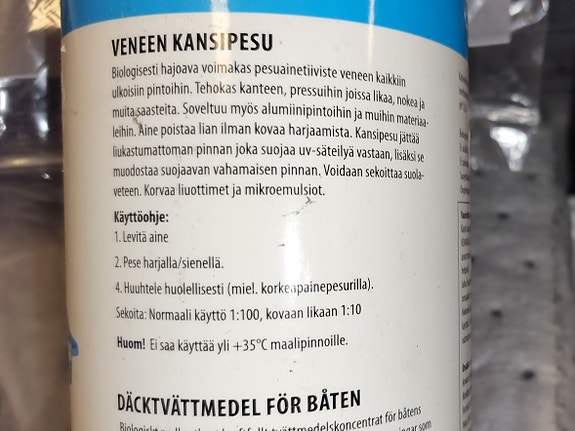 VENEEN KANSIPESU
Biologisesti hajoava voimakas pesuainetiiviste veneen kaikkiin
ulkoisiin pintoihin. Tehokas kanteen, pressuihin joissa likaa, nokea ja
muita saasteita. Soveltuu myös alumiinipintoihin ja muihin materiaa-
leihin. Aine poistaa lian ilman kovaa harjaamista. Kansipesu jättää
liukastumattoman pinnan joka suojaa uv-säteilyä vastaan, lisäksi se
muodostaa suojaavan vahamaisen pinnan. Voidaan sekoittaa suola-
veteen. Korvaa liuottimet ja mikroemulsiot.
Käyttöohje:
1. Levitä aine
2. Pese harjalla/sienellä.
4. Huuhtele huolellisesti (miel. korkeapainepesurilla).
Sekoita: Normaali käyttö 1:100, kovaan likaan 1:10
Huom! Ei saa käyttää yli +35°C maalipinnoille.
DÄCKTVÄTTMEDEL FÖR BÅTEN